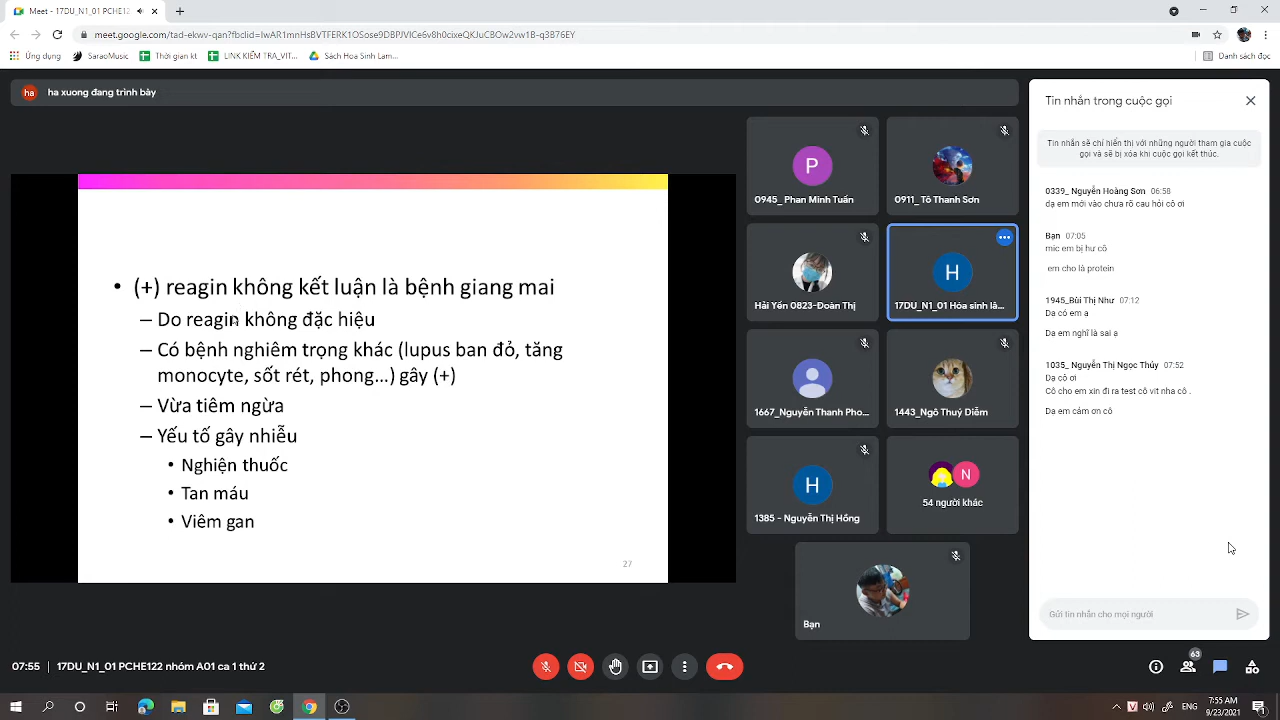 Meet - 17DU_N1_01 PCHE12
meet.google.com/tad-ekwv-qan?fbclid=IwAR1mnHsBVTFERK1OSose9DBPJVICe6v8h0cixeQKJuCBOw2vw1B-q3B76EY
Ứng dụng
SaraoMusic
Thời gian kt
LINK KIỂM TRA_VIT...
Sách Hoa Sinh Lam...
Danh sách đọc
ha
ha xuong đang trình bày
(+) reagin không kết luận là bệnh giang mai
– Do reagin không đặc hiệu
– Có bệnh nghiêm trọng khác (lupus ban đỏ, tăng
monocyte, sốt rét, phong...) gây (+)
– Vừa tiêm ngừa
– Yếu tố gây nhiễu
• Nghiện thuốc
• Tan máu
• Viêm gan
27
P
0945_ Phan Minh Tuấn
0911_ Tô Thanh Sơn
Hải Yến 0823-Đoàn Thị
H
17DU_N1_01 Hóa sinh lâ...
1667_Nguyễn Thanh Pho...
1443_Ngô Thuý Diễm
H
1385 - Nguyễn Thị Hồng
N
54 người khác
Bạn
Tin nhắn trong cuộc gọi
Tin nhắn sẽ chỉ hiển thị với những người tham gia cuộc
gọi và sẽ bị xóa khi cuộc gọi kết thúc.
0339_ Nguyễn Hoàng Sơn 06:58
dạ em mới vào chưa rõ cau hỏi cô ơi
Bạn 07:05
mic em bị hư cô
em cho là protein
1945_Bùi Thị Như 07:12
Dạ có em ạ
Dạ em nghĩ là sai ạ
1035_ Nguyễn Thị Ngọc Thúy 07:52
Dạ cô ơi
Cô cho em xin đi ra test cô vit nha cô .
Dạ em cảm ơn cô
Gửi tin nhắn cho mọi người
07:55 | 17DU_N1_01 PCHE122 nhóm A01 ca 1 thứ 2
63
V
7:55 AM
9/23/2021
1